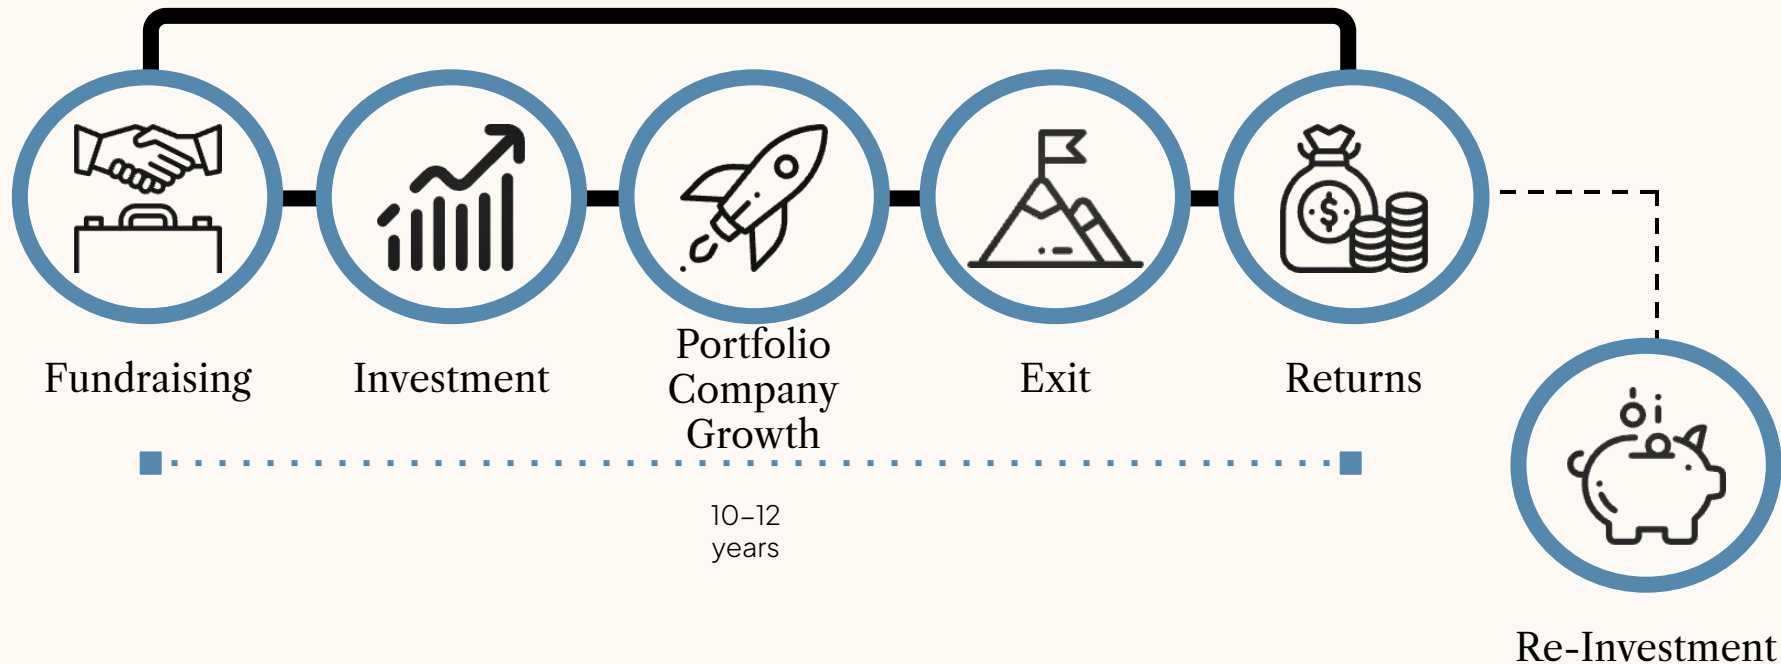 $
Fundraising
Investment
Portfolio
Company
Growth
Exit
Returns
10–12
years
Re-Investment